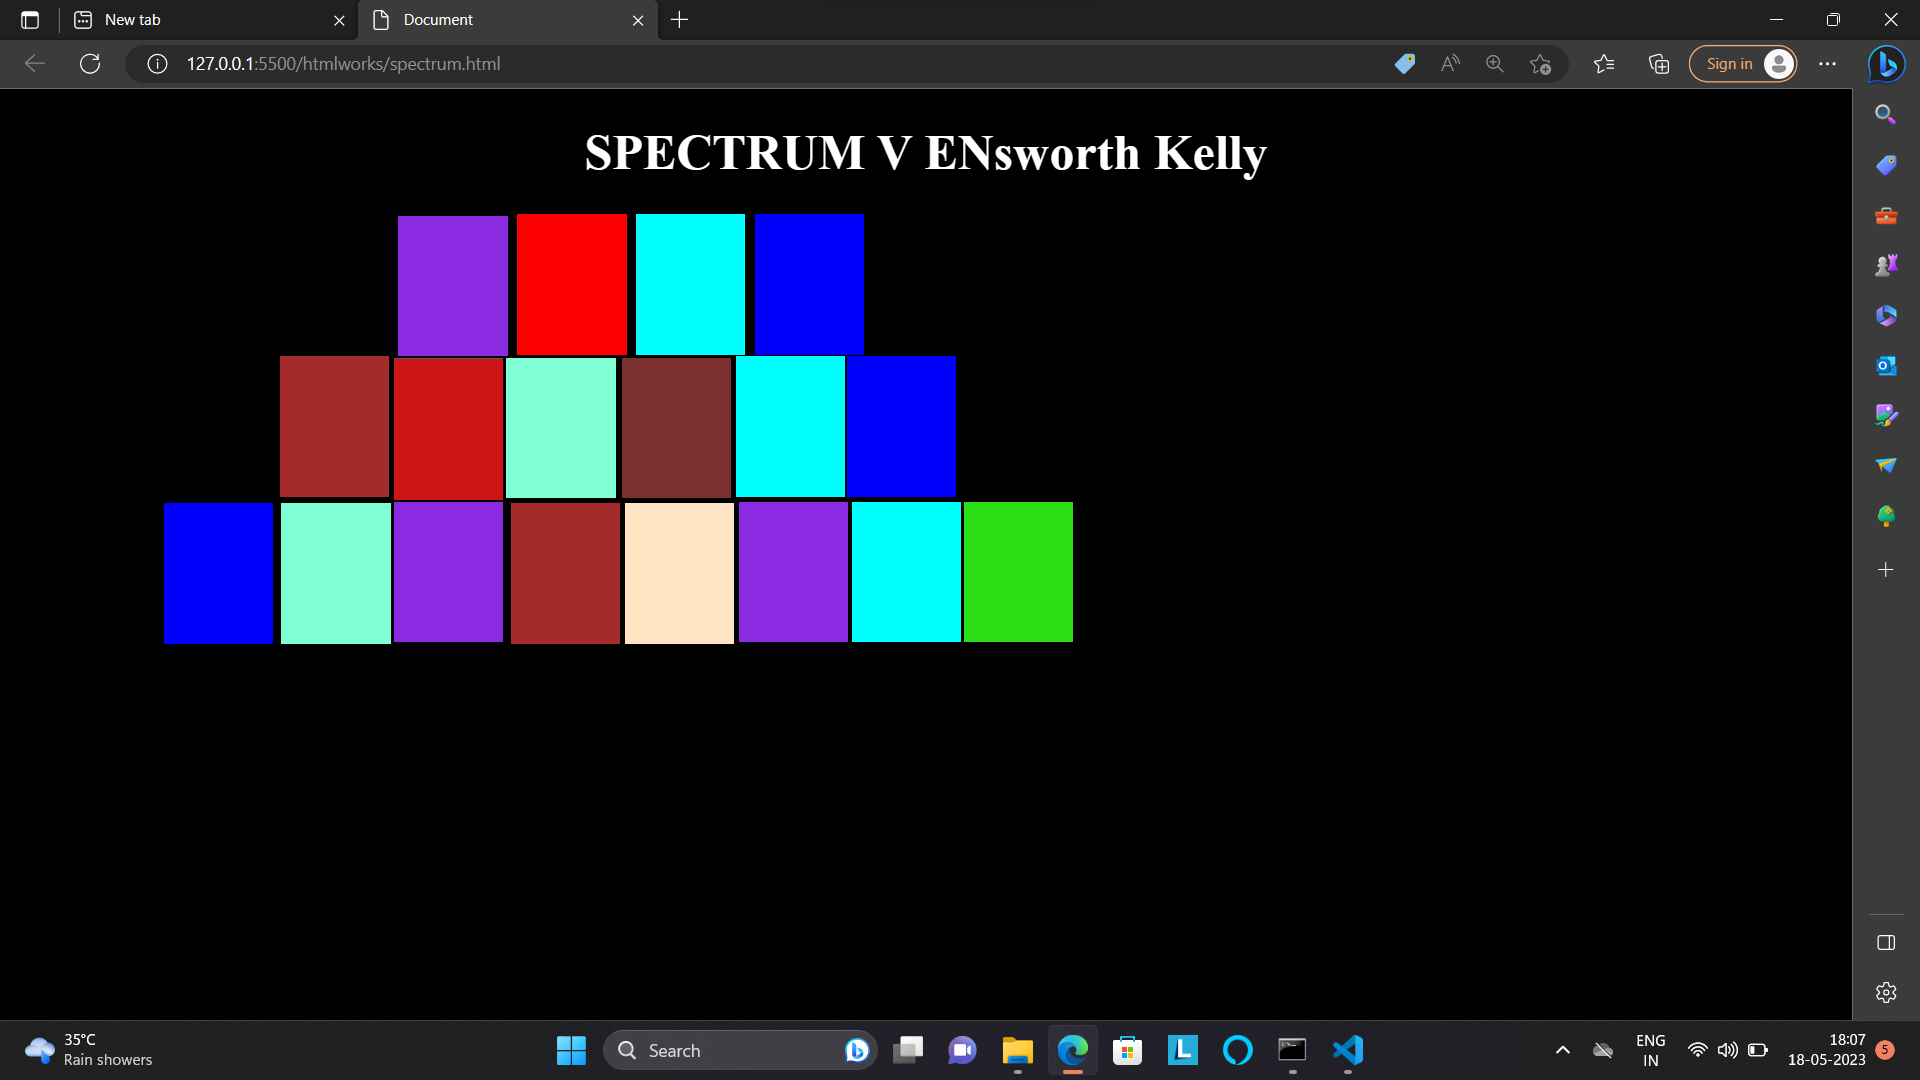 New tab
Document
127.0.0.1:5500/htmlworks/spectrum.html
Sign in
SPECTRUM V ENsworth Kelly
35°C
Rain showers
Search
ENG
IN
18:07
18-05-2023
5